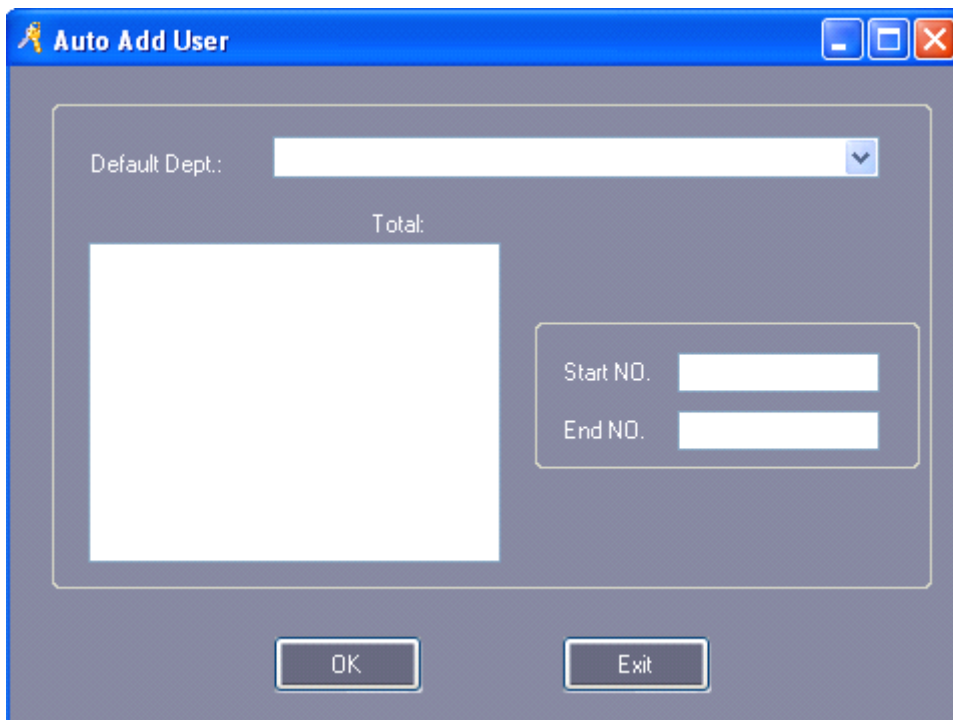 Auto Add User
Default Dept.:
Total:
Start NO.
End NO.
OK
Exit